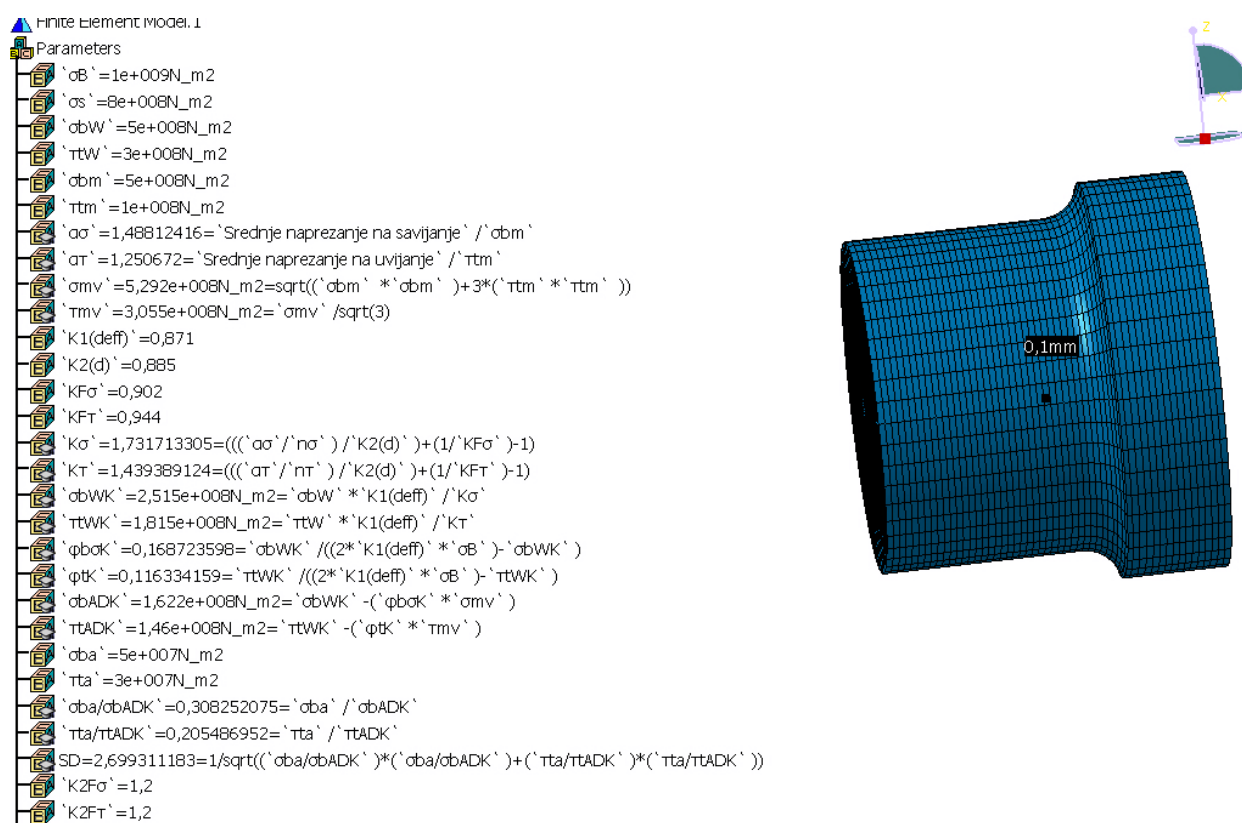 Finite Element Model.1
Parameters
`σB`=1e+009N_m2
`σs`=8e+008N_m2
`σbW`=5e+008N_m2
`τtW`=3e+008N_m2
`σbm`=5e+008N_m2
`τtm`=1e+008N_m2
`ασ`=1,48812416=`Srednje naprezanje na savijanje` /`σbm`
`ατ`=1,250672=`Srednje naprezanje na uvijanje` /`τtm`
`σmv`=5,292e+008N_m2=sqrt((`σbm` *`σbm` )+3*(`τtm` *`τtm` ))
`τmv`=3,055e+008N_m2=`σmv` /sqrt(3)
`K1(deff)`=0,871
`K2(d)`=0,885
`KFσ`=0,902
`KFτ`=0,944
`Kσ`=1,731713305=(((`ασ`/`nσ` ) /`K2(d)` )+(1/`KFσ` )-1)
`Kτ`=1,439389124=(((`ατ`/`nτ` ) /`K2(d)` )+(1/`KFτ` )-1)
`σbWK`=2,515e+008N_m2=`σbW` *`K1(deff)` /`Kσ`
`τtWK`=1,815e+008N_m2=`τtW` *`K1(deff)` /`Kτ`
`φbσK`=0,168723598=`σbWK` /((2*`K1(deff)` *`σB` )-`σbWK` )
`φtK`=0,116334159=`τtWK` /((2*`K1(deff)` *`σB` )-`τtWK` )
`σbADK`=1,622e+008N_m2=`σbWK` -(`φbσK` *`σmv` )
`τtADK`=1,46e+008N_m2=`τtWK` -(`φtK` *`τmv` )
`σba`=5e+007N_m2
`τta`=3e+007N_m2
`σba/σbADK`=0,308252075=`σba` /`σbADK`
`τta/τtADK`=0,205486952=`τta` /`τtADK`
SD=2,699311183=1/sqrt((`σba/σbADK` )*(`σba/σbADK` )+(`τta/τtADK` )*(`τta/τtADK` ))
`K2Fσ`=1,2
`K2Fτ`=1,2
0,1mm
z
x